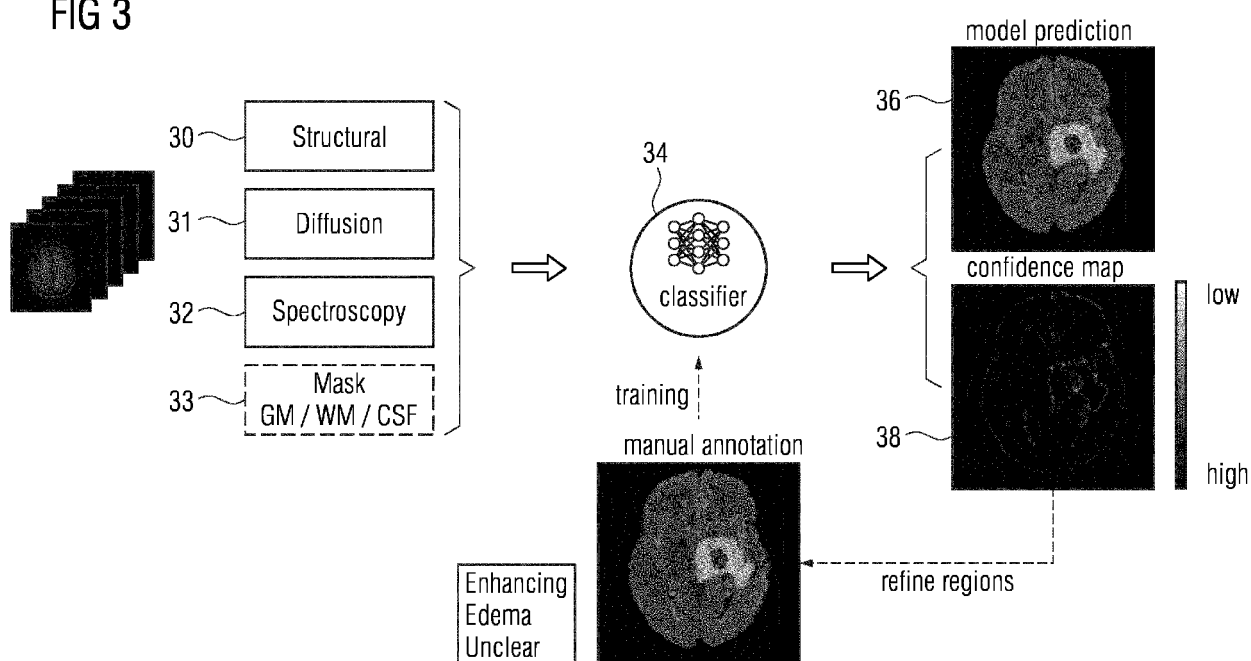 FIG 3
model prediction
36
30
Structural
34
31
Diffusion
confidence map
classifier
low
32
Spectroscopy
33
Mask
GM / WM / CSF
training
38
manual annotation
high
refine regions
Enhancing
Edema
Unclear